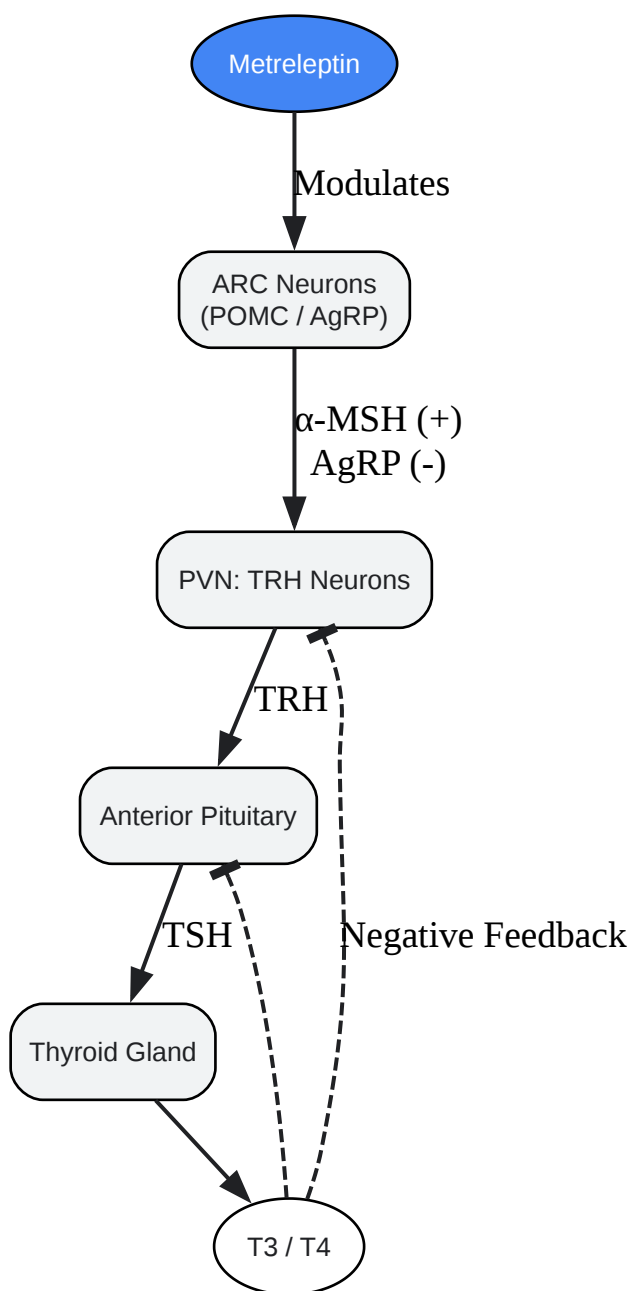 Metreleptin
Modulates
ARC Neurons
(POMC / AgRP)
α-MSH (+)
AgRP (-)
PVN: TRH Neurons
TRH
Anterior Pituitary
TSH
Negative Feedback
Thyroid Gland
T3 / T4